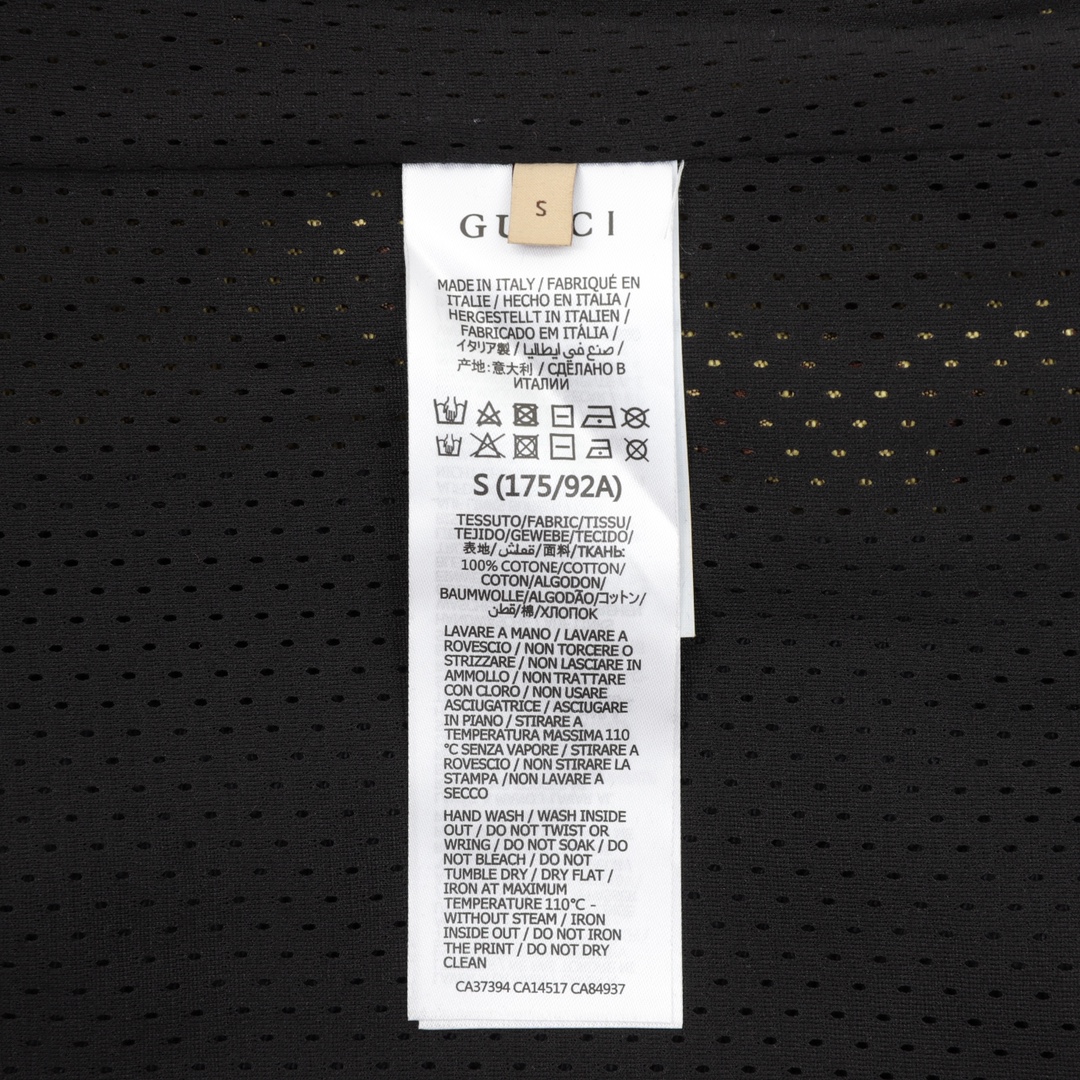 S
GUCCI
MADE IN ITALY / FABRIQUÉ EN
ITALIE / HECHO EN ITALIA /
HERGESTELLT IN ITALIEN /
FABRICADO EM ITÁLIA /
イタリア製 / صنع في ايطاليا /
产地:意大利 / СДЕЛАНО В
ИТАЛИИ
S (175/92A)
TESSUTO/FABRIC/TISSU/
TEJIDO/GEWEBE/TECIDO/
表地/قملش/面料/ТКАНЬ:
100% COTONE/COTTON/
COTON/ALGODON/
BAUMWOLLE/ALGODÃO/コットン/
قطن/棉/ХЛОПОК
LAVARE A MANO / LAVARE A
ROVESCIO / NON TORCERE O
STRIZZARE / NON LASCIARE IN
AMMOLLO / NON TRATTARE
CON CLORO / NON USARE
ASCIUGATRICE / ASCIUGARE
IN PIANO / STIRARE A
TEMPERATURA MASSIMA 110
°C SENZA VAPORE / STIRARE A
ROVESCIO / NON STIRARE LA
STAMPA /NON LAVARE A
SECCO
HAND WASH / WASH INSIDE
OUT / DO NOT TWIST OR
WRING / DO NOT SOAK / DO
NOT BLEACH / DO NOT
TUMBLE DRY / DRY FLAT /
IRON AT MAXIMUM
TEMPERATURE 110°C -
WITHOUT STEAM / IRON
INSIDE OUT / DO NOT IRON
THE PRINT / DO NOT DRY
CLEAN
CA37394 CA14517 CA84937